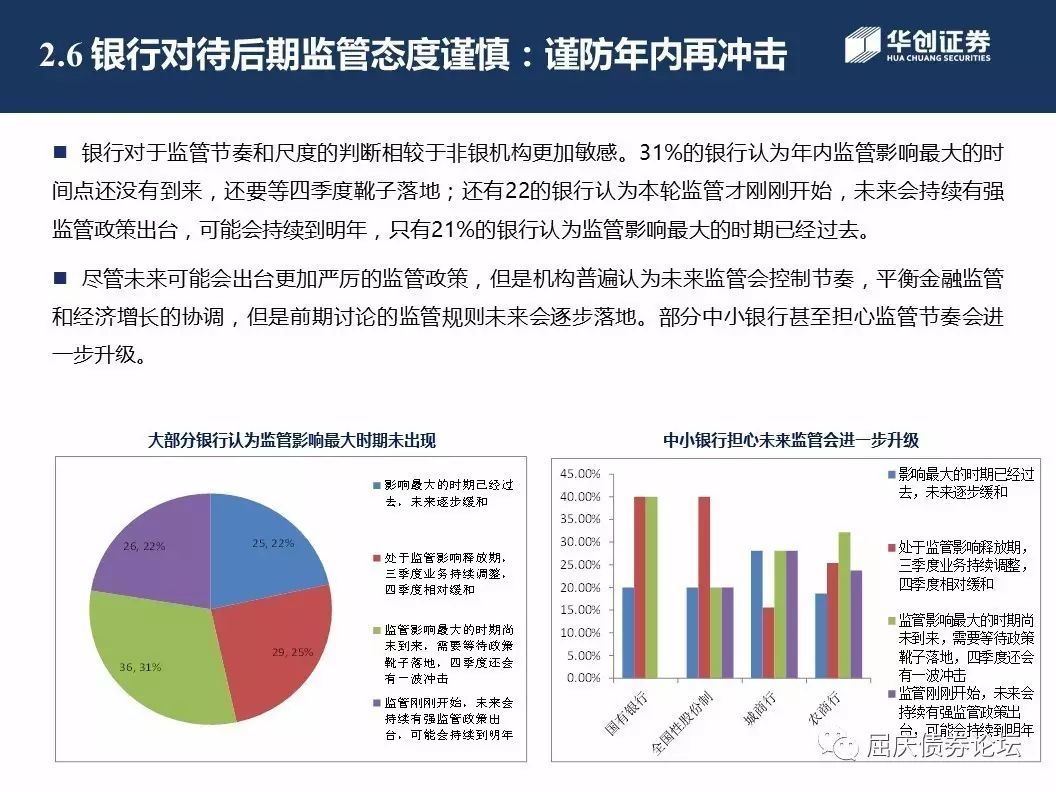 2.6 银行对待后期监管态度谨慎：谨防年内再冲击
华创证券
HUA CHUANG SECURITIES
■ 银行对于监管节奏和尺度的判断相较于非银机构更加敏感。31%的银行认为年内监管影响最大的时
间点还没有到来，还要等四季度靴子落地；还有22的银行认为本轮监管才刚刚开始，未来会持续有强
监管政策出台，可能会持续到明年，只有21%的银行认为监管影响最大的时期已经过去。
■ 尽管未来可能会出台更加严厉的监管政策，但是机构普遍认为未来监管会控制节奏，平衡金融监管
和经济增长的协调，但是前期讨论的监管规则未来会逐步落地。部分中小银行甚至担心监管节奏会进
一步升级。
大部分银行认为监管影响最大时期未出现
25, 22%
29, 25%
36, 31%
26, 22%
影响最大的时期已经过
去，未来逐步缓和
处于监管影响释放期，
三季度业务持续调整，
四季度相对缓和
监管影响最大的时期尚
未到来，需要等待政策
靴子落地，四季度还会
有一波冲击
监管刚刚开始，未来会
持续有强监管政策出
台，可能会持续到明年
中小银行担心未来监管会进一步升级
45.00%
40.00%
35.00%
30.00%
25.00%
20.00%
15.00%
10.00%
5.00%
0.00%
国有银行
全国性股份制
城商行
农商行
影响最大的时期已经过
去，未来逐步缓和
处于监管影响释放期，
三季度业务持续调整，
四季度相对缓和
监管影响最大的时期尚
未到来，需要等待政策
靴子落地，四季度还会
有一波冲击
监管刚刚开始，未来会
持续有强监管政策出
台，可能会持续到明年
屈庆债券论坛